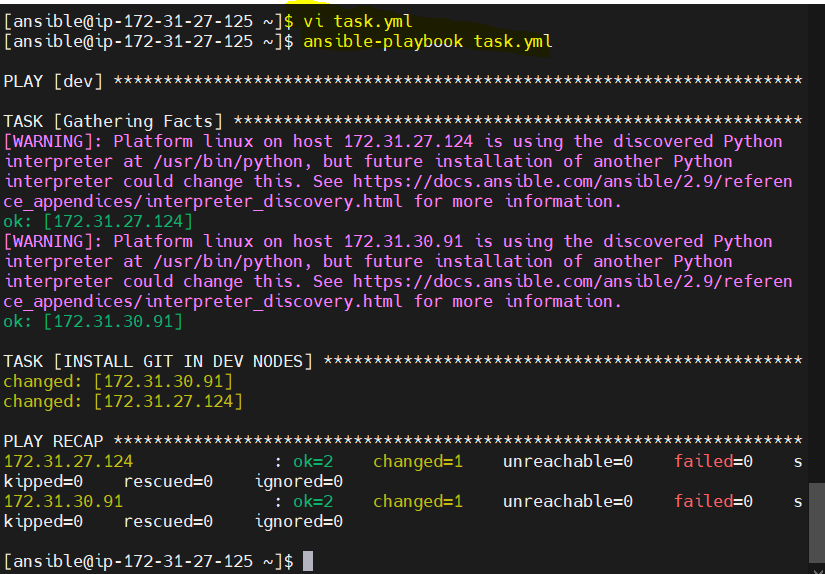 [ansible@ip-172-31-27-125 ~]$ vi task.yml
[ansible@ip-172-31-27-125 ~]$ ansible-playbook task.yml
PLAY [dev] *********************************************************************
TASK [Gathering Facts] *********************************************************
[WARNING]: Platform linux on host 172.31.27.124 is using the discovered Python
interpreter at /usr/bin/python, but future installation of another Python
interpreter could change this. See https://docs.ansible.com/ansible/2.9/referen
ce_appendices/interpreter_discovery.html for more information.
ok: [172.31.27.124]
[WARNING]: Platform linux on host 172.31.30.91 is using the discovered Python
interpreter at /usr/bin/python, but future installation of another Python
interpreter could change this. See https://docs.ansible.com/ansible/2.9/referen
ce_appendices/interpreter_discovery.html for more information.
ok: [172.31.30.91]
TASK [INSTALL GIT IN DEV NODES] ************************************************
changed: [172.31.30.91]
changed: [172.31.27.124]
PLAY RECAP *********************************************************************
172.31.27.124              : ok=2    changed=1    unreachable=0    failed=0    s
kipped=0    rescued=0    ignored=0
172.31.30.91               : ok=2    changed=1    unreachable=0    failed=0    s
kipped=0    rescued=0    ignored=0
[ansible@ip-172-31-27-125 ~]$